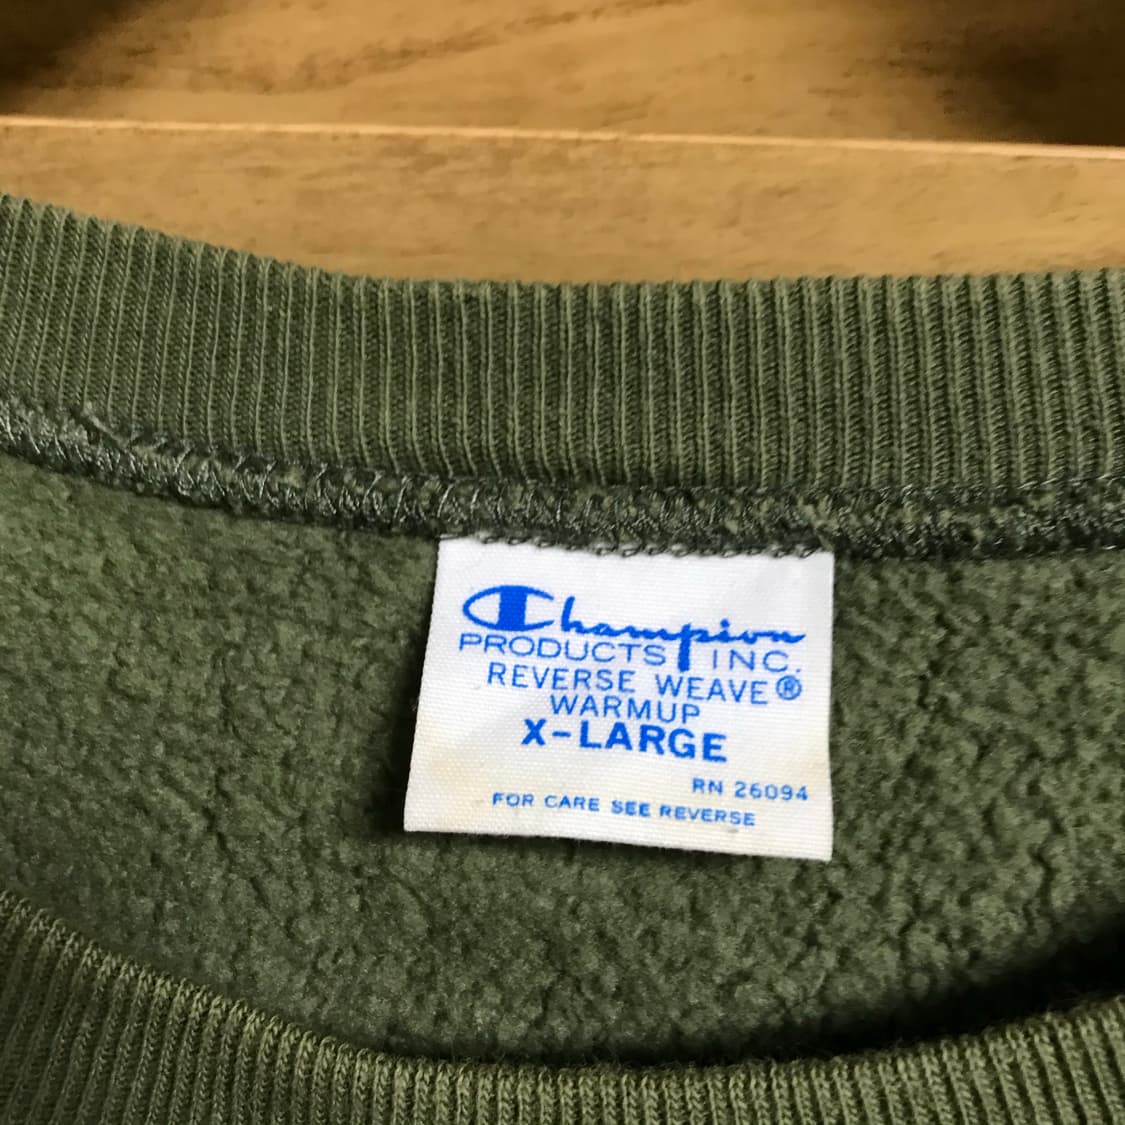 Champion
PRODUCTS INC.
REVERSE WEAVE®
WARMUP
X-LARGE
RN 26094
FOR CARE SEE REVERSE